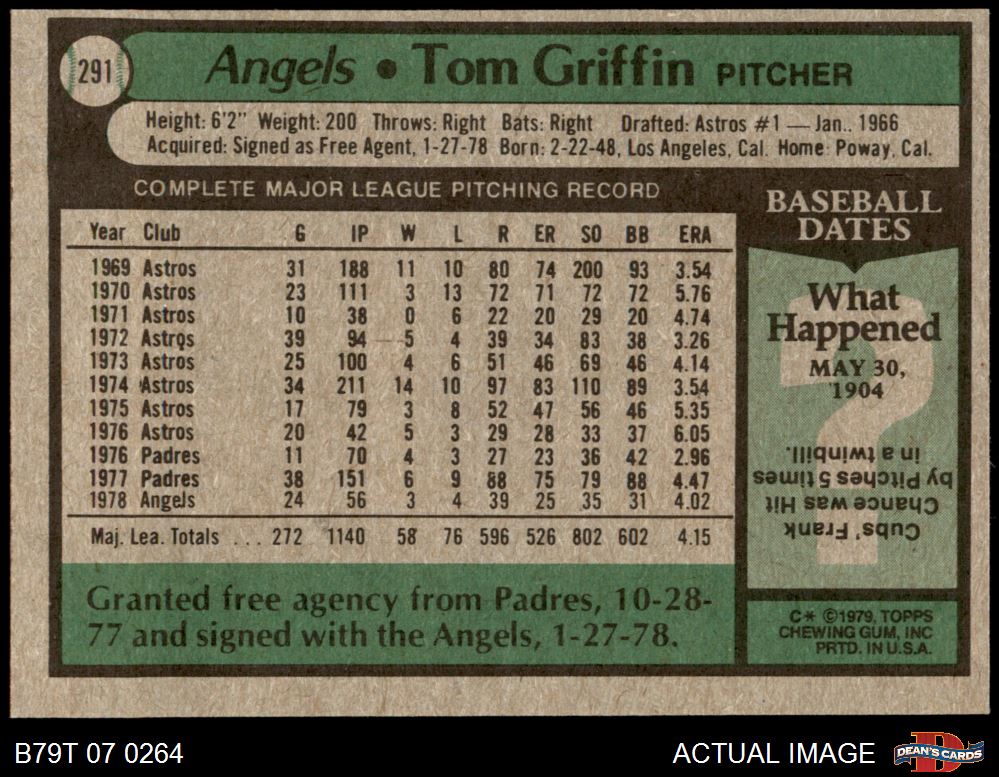 291
Angels • Tom Griffin PITCHER
Height: 6'2" Weight: 200 Throws: Right Bats: Right Drafted: Astros #1 — Jan.. 1966
Acquired: Signed as Free Agent, 1-27-78 Born: 2-22-48, Los Angeles, Cal. Home: Poway, Cal.
COMPLETE MAJOR LEAGUE PITCHING RECORD
Year Club G IP W L R ER SO BB ERA
1969 Astros 31 188 11 10 80 74 200 93 3.54
1970 Astros 23 111 3 13 72 71 72 72 5.76
1971 Astros 10 38 0 6 22 20 29 20 4.74
1972 Astros 39 94 5 4 39 34 83 38 3.26
1973 Astros 25 100 4 6 51 46 69 46 4.14
1974 Astros 34 211 14 10 97 83 110 89 3.54
1975 Astros 17 79 3 8 52 47 56 46 5.35
1976 Astros 20 42 5 3 29 28 33 37 6.05
1976 Padres 11 70 4 3 27 23 36 42 2.96
1977 Padres 38 151 6 9 88 75 79 88 4.47
1978 Angels 24 56 3 4 39 25 35 31 4.02
Maj. Lea. Totals ... 272 1140 58 76 596 526 802 602 4.15
Granted free agency from Padres, 10-28-
77 and signed with the Angels, 1-27-78.
BASEBALL
DATES
What
Happened
MAY 30,
1904
?
Cubs' Frank
Chance was Hit
by Pitches 5 times
in a twinbill.
C* ©1979, TOPPS
CHEWING GUM, INC
PRTD. IN U.S.A.
B79T 07 0264
ACTUAL IMAGE
D
DEAN'S CARDS